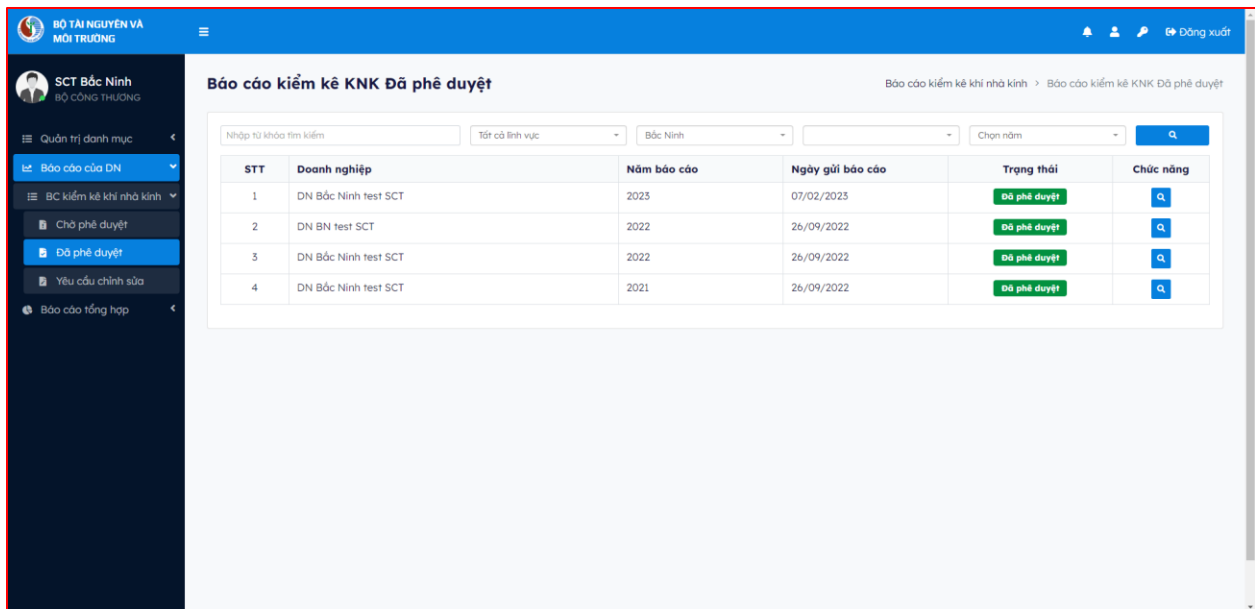 BỘ TÀI NGUYÊN VÀ
MÔI TRƯỜNG
Đăng xuất
SCT Bắc Ninh
BỘ CÔNG THƯƠNG
Quản trị danh mục
Báo cáo của DN
BC kiểm kê khí nhà kính
Chờ phê duyệt
Đã phê duyệt
Yêu cầu chỉnh sửa
Báo cáo tổng hợp
Báo cáo kiểm kê KNK Đã phê duyệt
Báo cáo kiểm kê khí nhà kính > Báo cáo kiểm kê KNK Đã phê duyệt
Nhập từ khóa tìm kiếm Tất cả lĩnh vực Bắc Ninh Chọn năm
STT Doanh nghiệp Năm báo cáo Ngày gửi báo cáo Trạng thái Chức năng
1 DN Bắc Ninh test SCT 2023 07/02/2023 Đã phê duyệt
2 DN BN test SCT 2022 26/09/2022 Đã phê duyệt
3 DN Bắc Ninh test SCT 2022 26/09/2022 Đã phê duyệt
4 DN Bắc Ninh test SCT 2021 26/09/2022 Đã phê duyệt